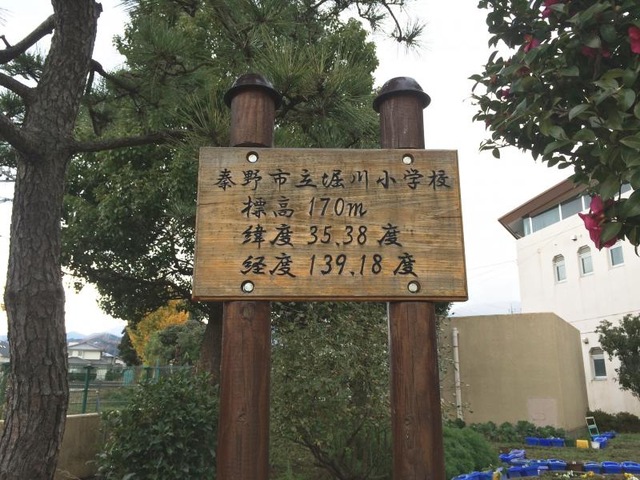 秦野市立堀川小学校
標高 170m
緯度 35.38 度
経度 139.18 度